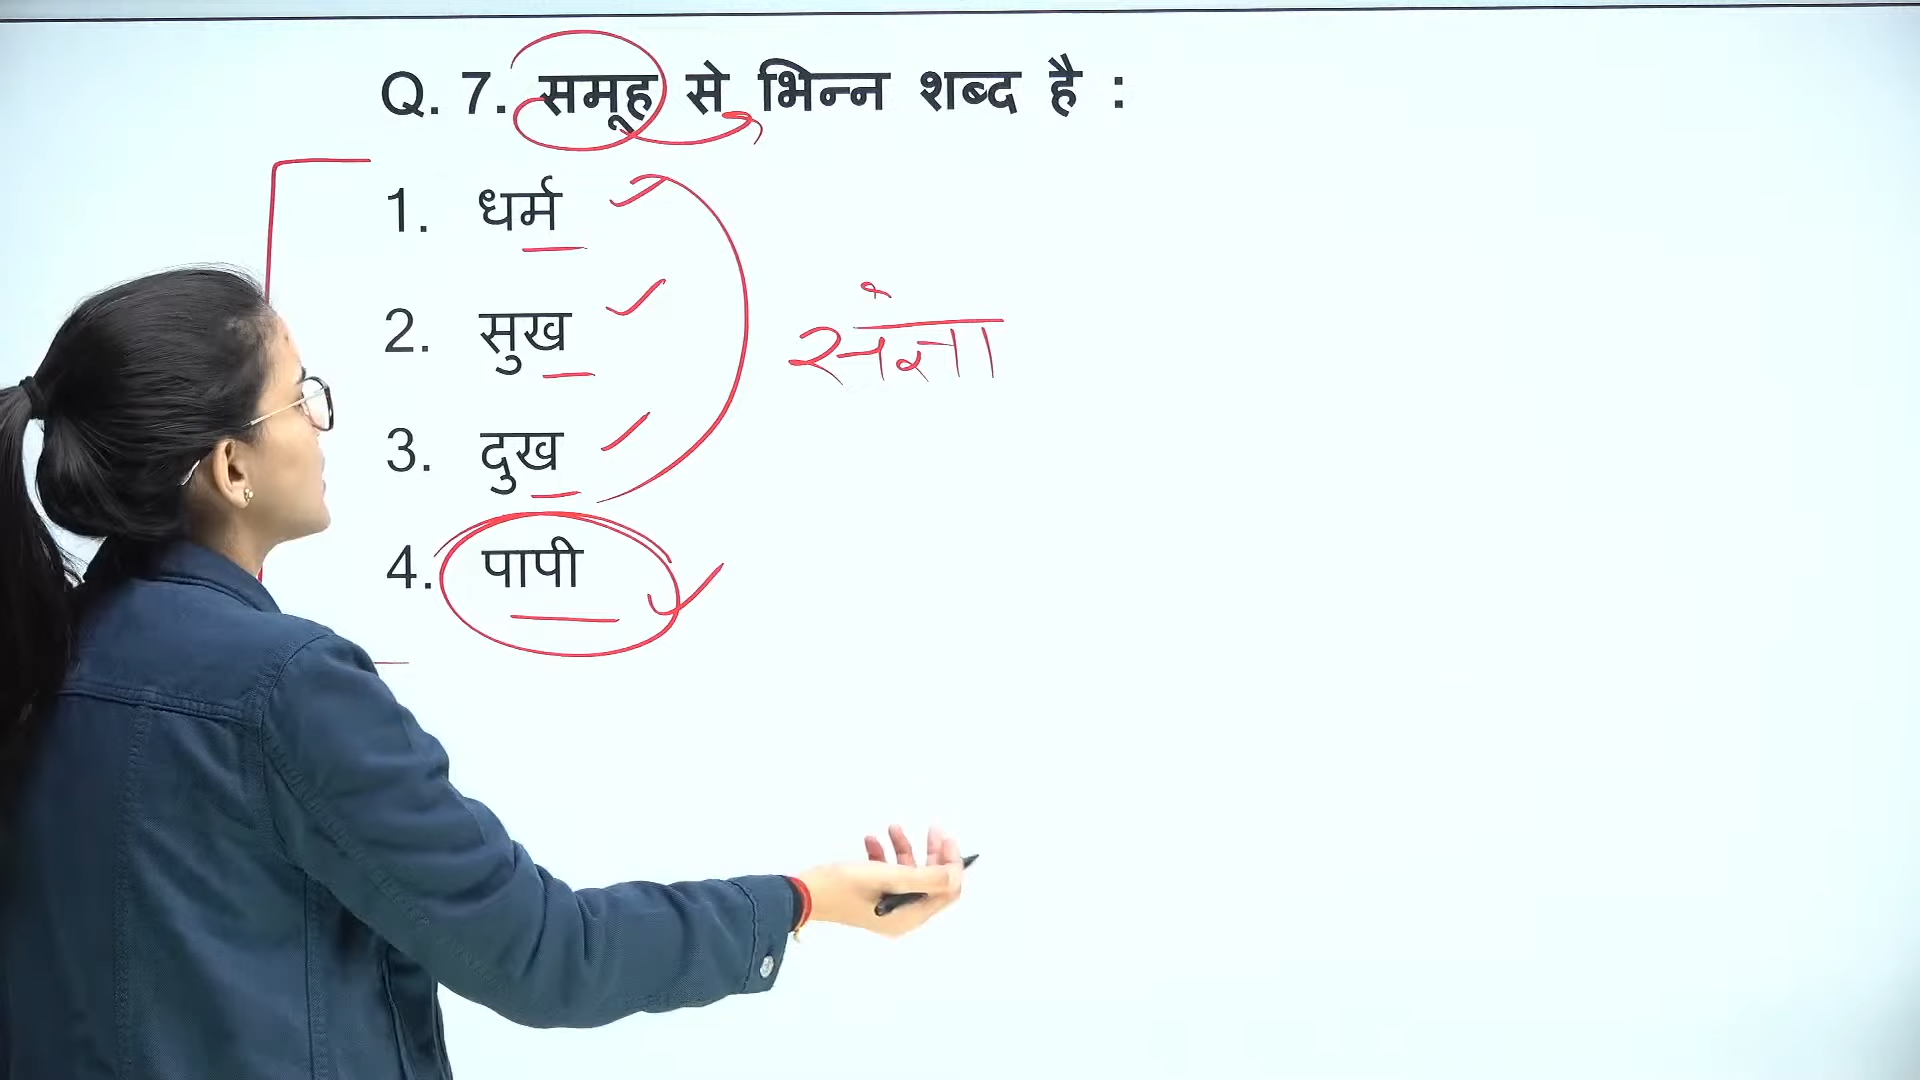 Q. 7. समूह से भिन्न शब्द है :
1. धर्म
2. सुख
संज्ञा
3. दुख
4. पापी